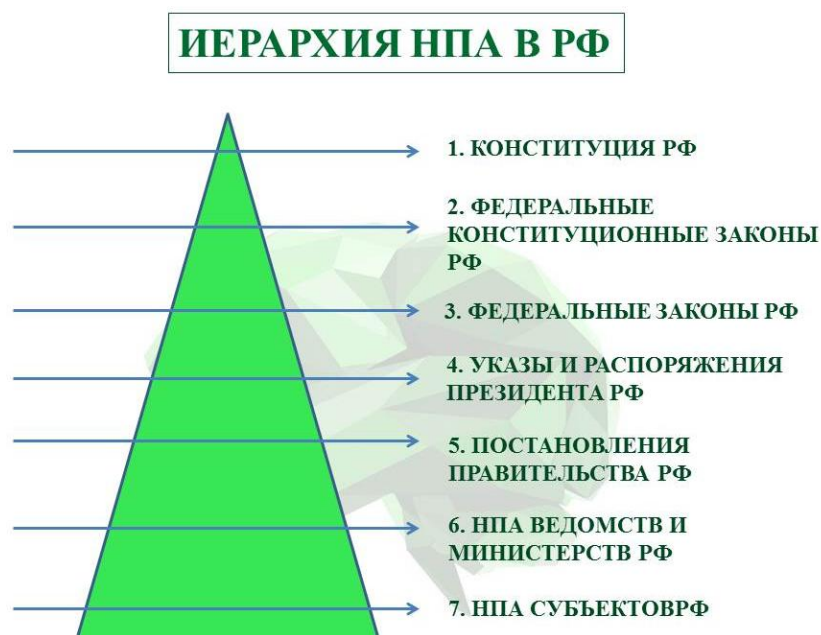 ИЕРАРХИЯ НПА В РФ
1. КОНСТИТУЦИЯ РФ
2. ФЕДЕРАЛЬНЫЕ
КОНСТИТУЦИОННЫЕ ЗАКОНЫ
РФ
3. ФЕДЕРАЛЬНЫЕ ЗАКОНЫ РФ
4. УКАЗЫ И РАСПОРЯЖЕНИЯ
ПРЕЗИДЕНТА РФ
5. ПОСТАНОВЛЕНИЯ
ПРАВИТЕЛЬСТВА РФ
6. НПА ВЕДОМСТВ И
МИНИСТЕРСТВ РФ
7. НПА СУБЪЕКТОВРФ